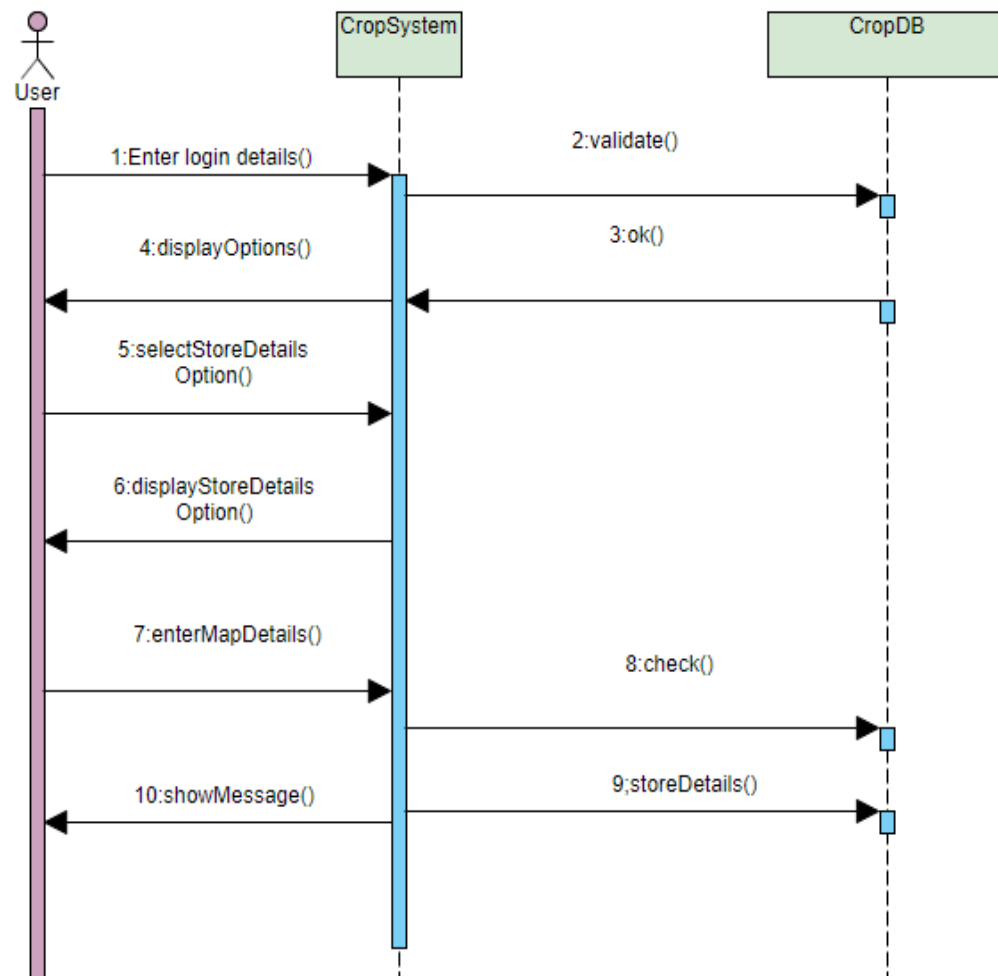 CropSystem
CropDB
User
1:Enter login details()
2:validate()
3:ok()
4:displayOptions()
5:selectStoreDetails
Option()
6:displayStoreDetails
Option()
7:enterMapDetails()
8:check()
9;storeDetails()
10:showMessage()